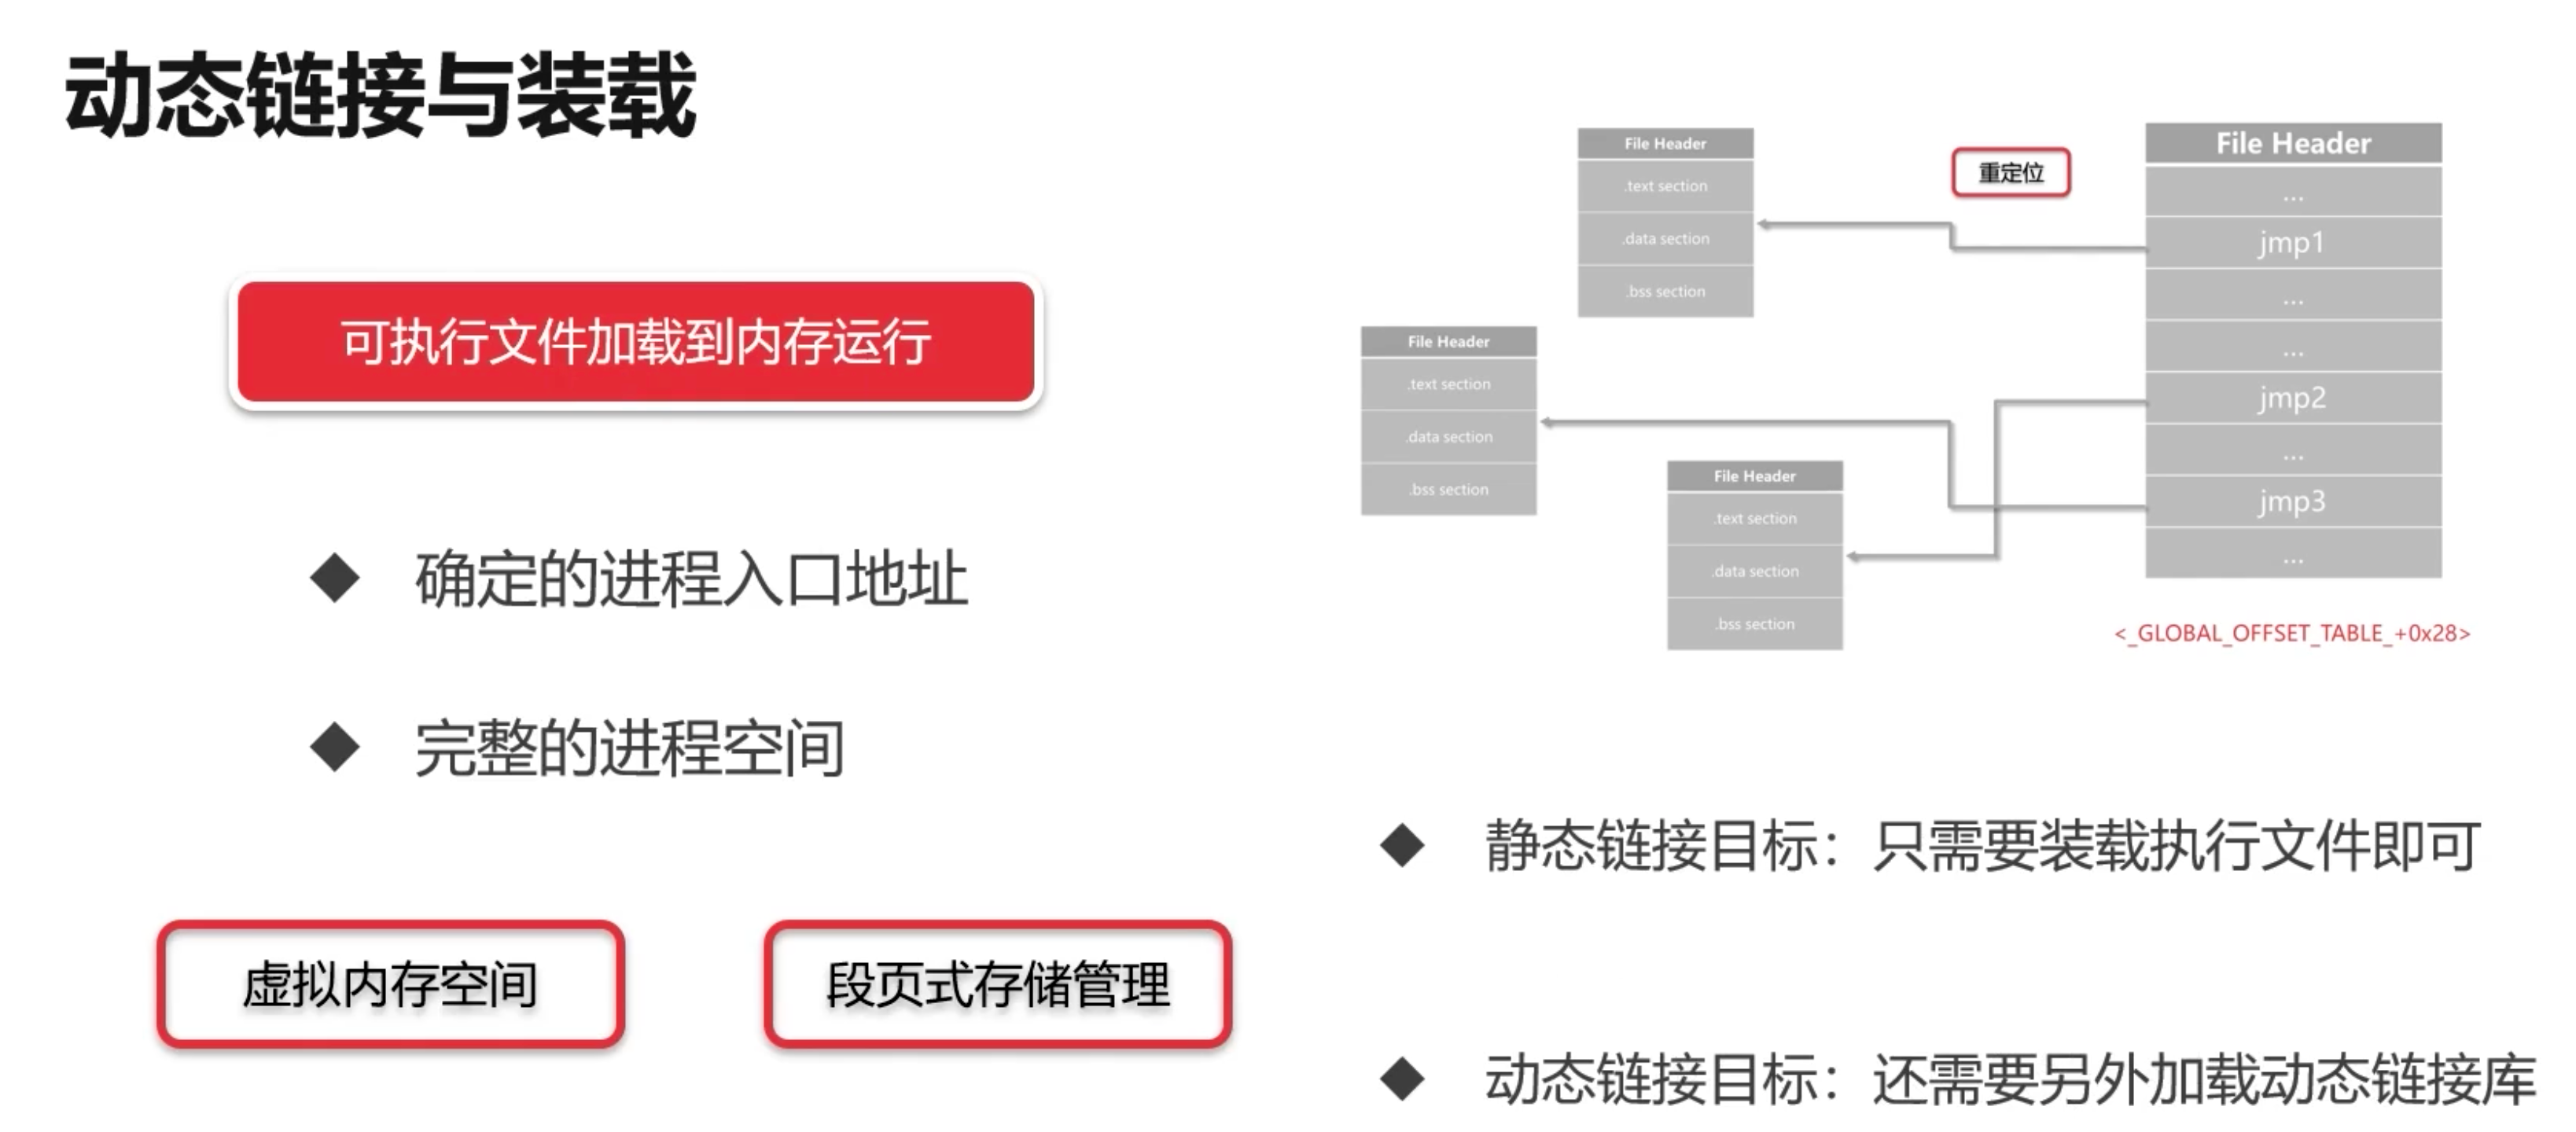 动态链接与装载
可执行文件加载到内存运行
确定的进程入口地址
完整的进程空间
虚拟内存空间
段页式存储管理
File Header
.text section
.data section
.bss section
File Header
.text section
.data section
.bss section
File Header
.text section
.data section
.bss section
重定位
File Header
...
jmp1
...
...
jmp2
...
jmp3
...
<_GLOBAL_OFFSET_TABLE_+0x28>
静态链接目标：只需要装载执行文件即可
动态链接目标：还需要另外加载动态链接库